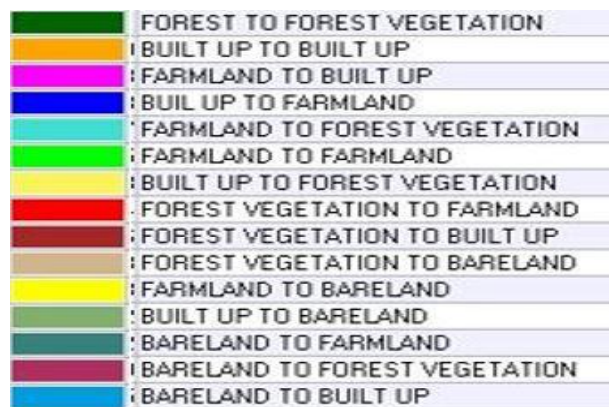 FOREST TO FOREST VEGETATION
BUILT UP TO BUILT UP
FARMLAND TO BUILT UP
BUIL UP TO FARMLAND
FARMLAND TO FOREST VEGETATION
FARMLAND TO FARMLAND
BUILT UP TO FOREST VEGETATION
FOREST VEGETATION TO FARMLAND
FOREST VEGETATION TO BUILT UP
FOREST VEGETATION TO BARELAND
FARMLAND TO BARELAND
BUILT UP TO BARELAND
BARELAND TO FARMLAND
BARELAND TO FOREST VEGETATION
BARELAND TO BUILT UP